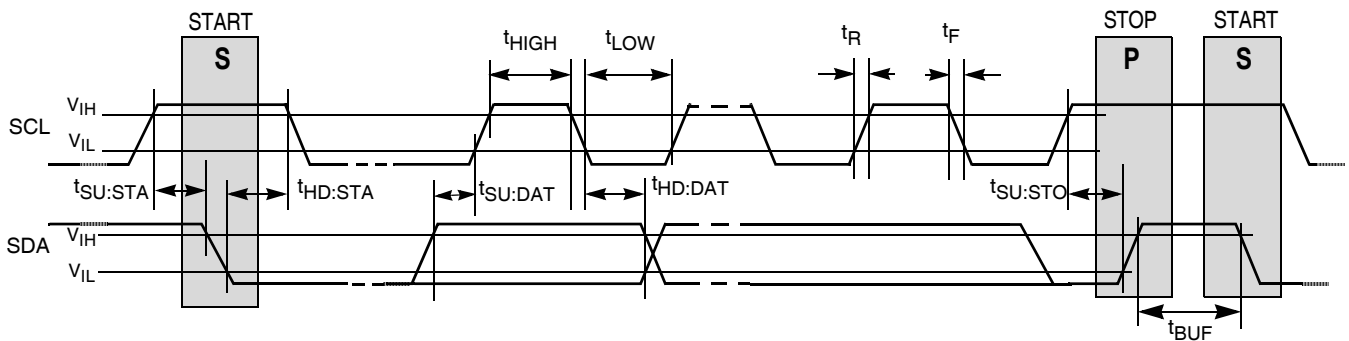 START STOP START
S P S
tHIGH tLOW tR tF
VIH
SCL
VIL
tSU:STA tHD:STA tSU:DAT tHD:DAT tSU:STO
VIH
SDA
VIL
tBUF